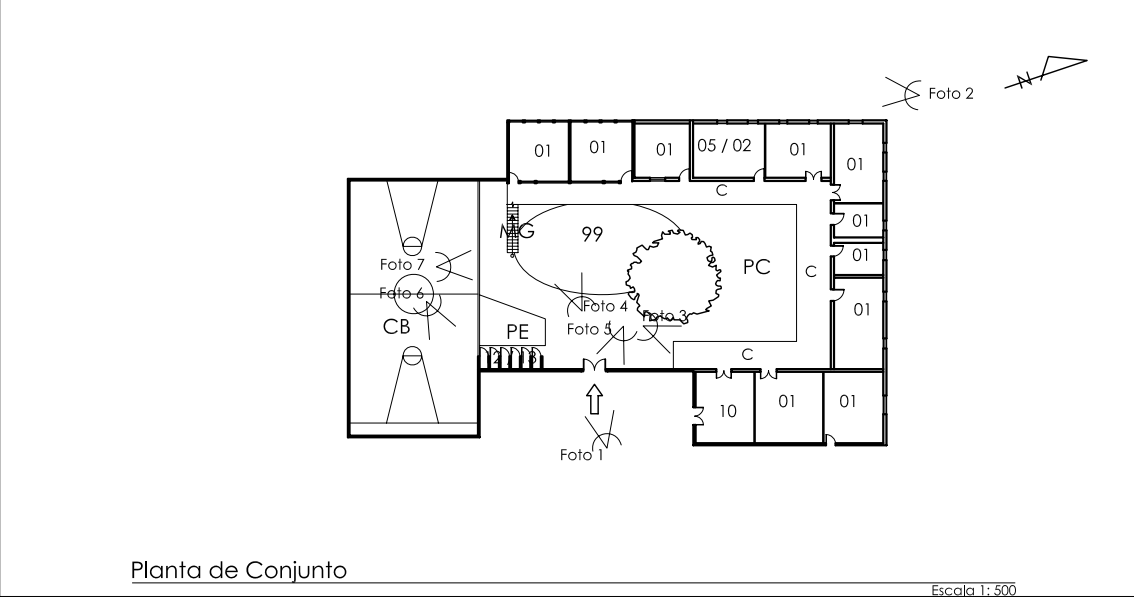 N
Foto 2
01
01
01
05 / 02
01
01
C
MG
99
01
01
C
PC
Foto 7
Foto 6
CB
Foto 4
Foto 3
Foto 5
PE
01
C
10
01
01
Foto 1
Planta de Conjunto
Escala 1: 500